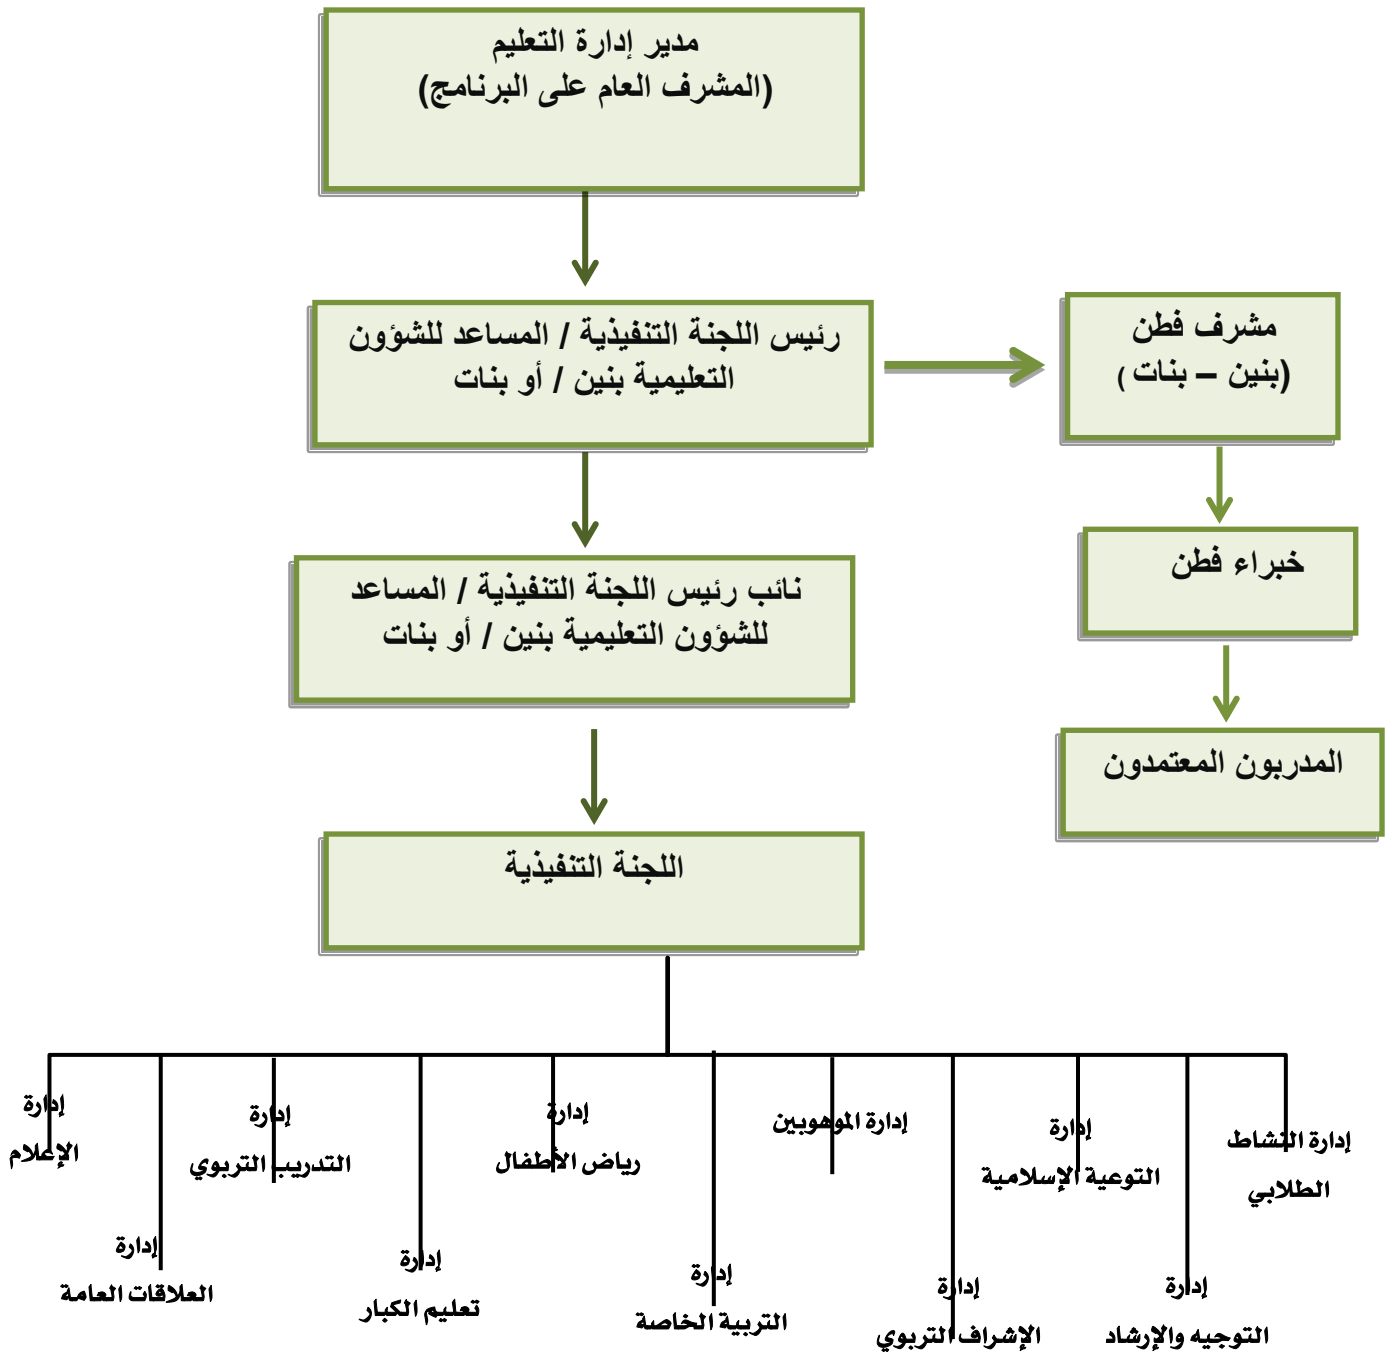 مدير إدارة التعليم
(المشرف العام على البرنامج)
رئيس اللجنة التنفيذية / المساعد للشؤون
التعليمية بنين / أو بنات
مشرف فطن
(بنين – بنات )
نائب رئيس اللجنة التنفيذية / المساعد
للشؤون التعليمية بنين / أو بنات
خبراء فطن
المدربون المعتمدون
اللجنة التنفيذية
إدارة النشاط
الطلابي
إدارة
التوجيه والإرشاد
إدارة
التوعية الإسلامية
إدارة
الإشراف التربوي
إدارة الموهوبين
إدارة
التربية الخاصة
إدارة
رياض الأطفال
إدارة
تعليم الكبار
إدارة
التدريب التربوي
إدارة
العلاقات العامة
إدارة
الإعلام